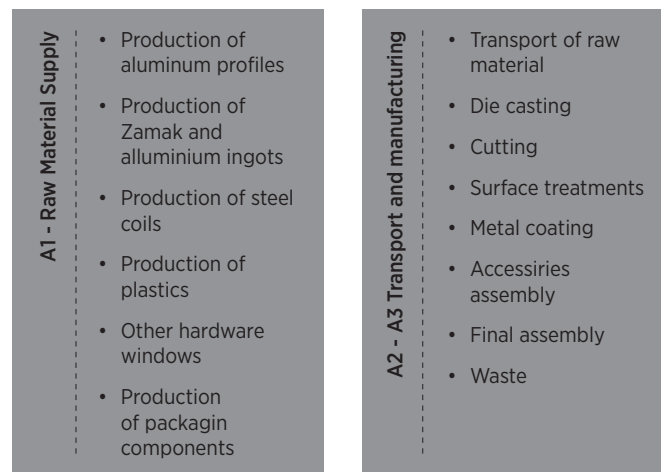 A1 - Raw Material Supply
• Production of
aluminum profiles
• Production of
Zamak and
alluminium ingots
• Production of steel
coils
• Production of
plastics
• Other hardware
windows
• Production
of packagin
components
A2 - A3 Transport and manufacturing
• Transport of raw
material
• Die casting
• Cutting
• Surface treatments
• Metal coating
• Accessiries
assembly
• Final assembly
• Waste